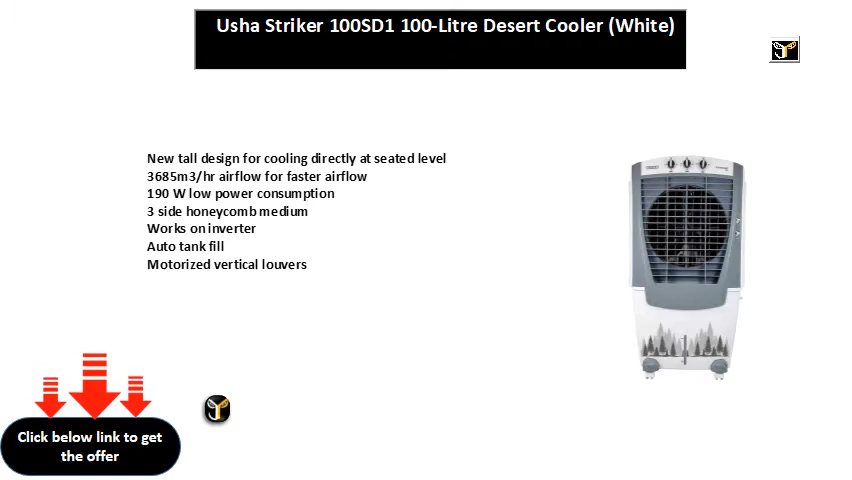 Usha Striker 100SD1 100-Litre Desert Cooler (White)
New tall design for cooling directly at seated level
3685m3/hr airflow for faster airflow
190 W low power consumption
3 side honeycomb medium
Works on inverter
Auto tank fill
Motorized vertical louvers
Click below link to get
the offer